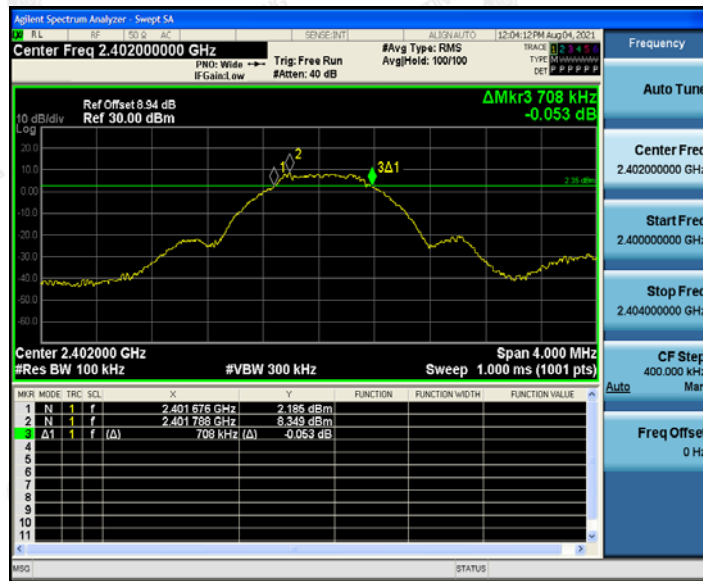 Agilent Spectrum Analyzer - Swept SA
RL RF 50 Ω AC SENSE:INT ALIGN AUTO 12:04:12 PM Aug 04, 2021
Center Freq 2.402000000 GHz
PNO: Wide
IFGain:Low
Trig: Free Run
#Atten: 40 dB
#Avg Type: RMS
Avg|Hold: 100/100
TRACE 1 2 3 4 5 6
TYPE M
DET P P P P P P
Frequency
Ref Offset 8.94 dB
Ref 30.00 dBm
10 dB/div
Log
ΔMkr3 708 kHz
-0.053 dB
20.0
10.0
0.00
-10.0
-20.0
-30.0
-40.0
-50.0
-60.0
1
2
3Δ1
2.35 dBm
Center 2.402000 GHz
Span 4.000 MHz
#Res BW 100 kHz
#VBW 300 kHz
Sweep 1.000 ms (1001 pts)
MKR MODE TRC SCL X Y FUNCTION FUNCTION WIDTH FUNCTION VALUE
1 N 1 f 2.401 676 GHz 2.185 dBm
2 N 1 f 2.401 788 GHz 8.349 dBm
3 Δ1 1 f (Δ) 708 kHz (Δ) -0.053 dB
4
5
6
7
8
9
10
11
MSG
STATUS
Auto Tune
Center Freq
2.402000000 GHz
Start Freq
2.400000000 GHz
Stop Freq
2.404000000 GHz
CF Step
400.000 kHz
Auto Man
Freq Offset
0 Hz